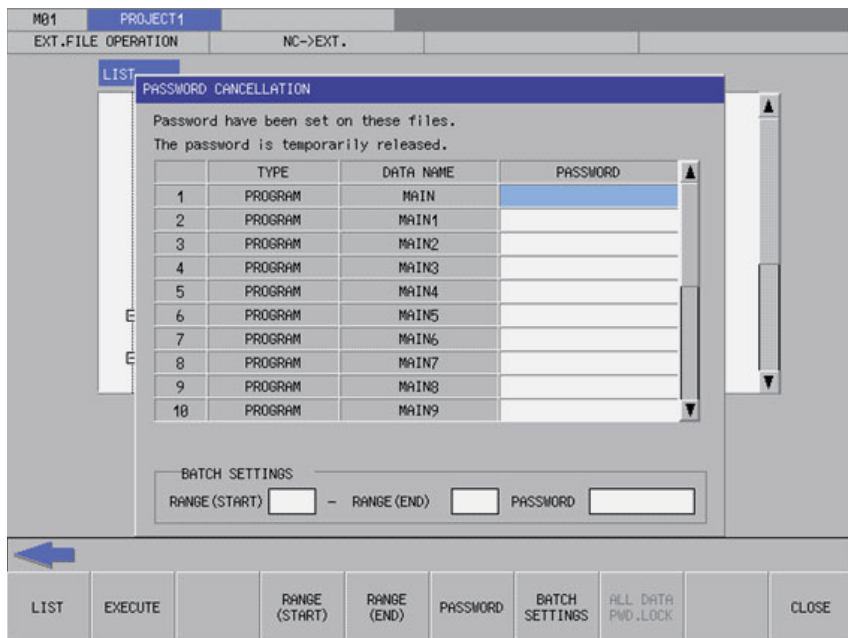 M01 PROJECT1
EXT.FILE OPERATION NC->EXT.
LIST
PASSWORD CANCELLATION
Password have been set on these files.
The password is temporarily released.
TYPE DATA NAME PASSWORD
1 PROGRAM MAIN
2 PROGRAM MAIN1
3 PROGRAM MAIN2
4 PROGRAM MAIN3
5 PROGRAM MAIN4
6 PROGRAM MAIN5
7 PROGRAM MAIN6
8 PROGRAM MAIN7
9 PROGRAM MAIN8
10 PROGRAM MAIN9
BATCH SETTINGS
RANGE(START) - RANGE(END) PASSWORD
LIST EXECUTE RANGE (START) RANGE (END) PASSWORD BATCH SETTINGS ALL DATA PWD.LOCK CLOSE